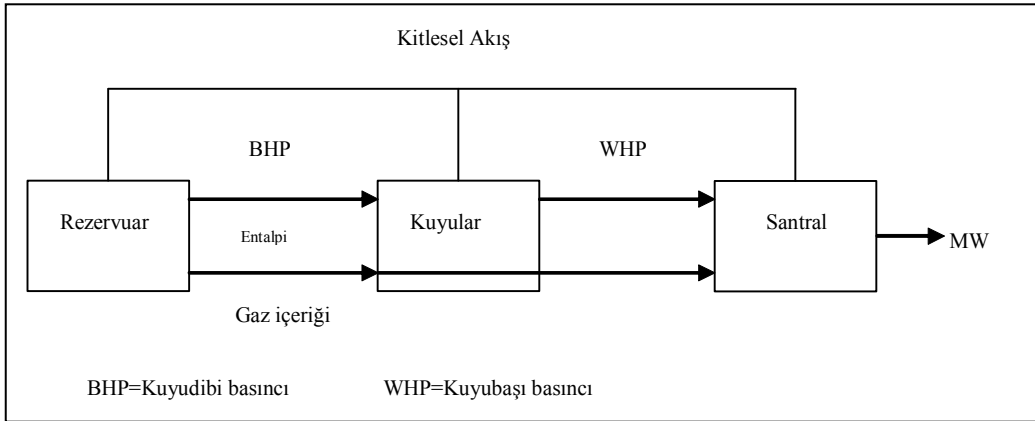 Kitlesel Akış
BHP
WHP
Rezervuar
Kuyular
Santral
Entalpi
MW
Gaz içeriği
BHP=Kuyudibi basıncı
WHP=Kuyubaşı basıncı